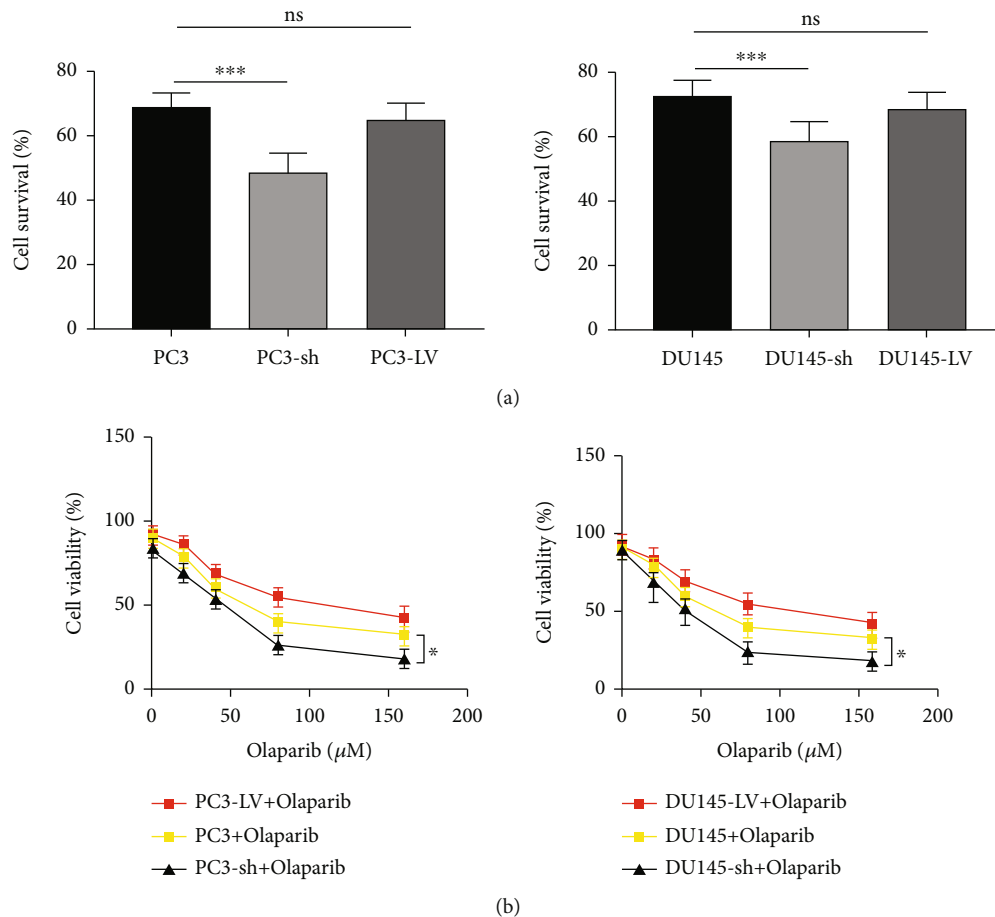 ns
***
80
60
40
20
0
Cell survival (%)
PC3
PC3-sh
PC3-LV
ns
***
80
60
40
20
0
Cell survival (%)
DU145
DU145-sh
DU145-LV
(a)
150
100
50
0
Cell viability (%)
*
0 50 100 150 200
Olaparib (μM)
PC3-LV+Olaparib
PC3+Olaparib
PC3-sh+Olaparib
150
100
50
0
Cell viability (%)
*
0 50 100 150 200
Olaparib (μM)
DU145-LV+Olaparib
DU145+Olaparib
DU145-sh+Olaparib
(b)